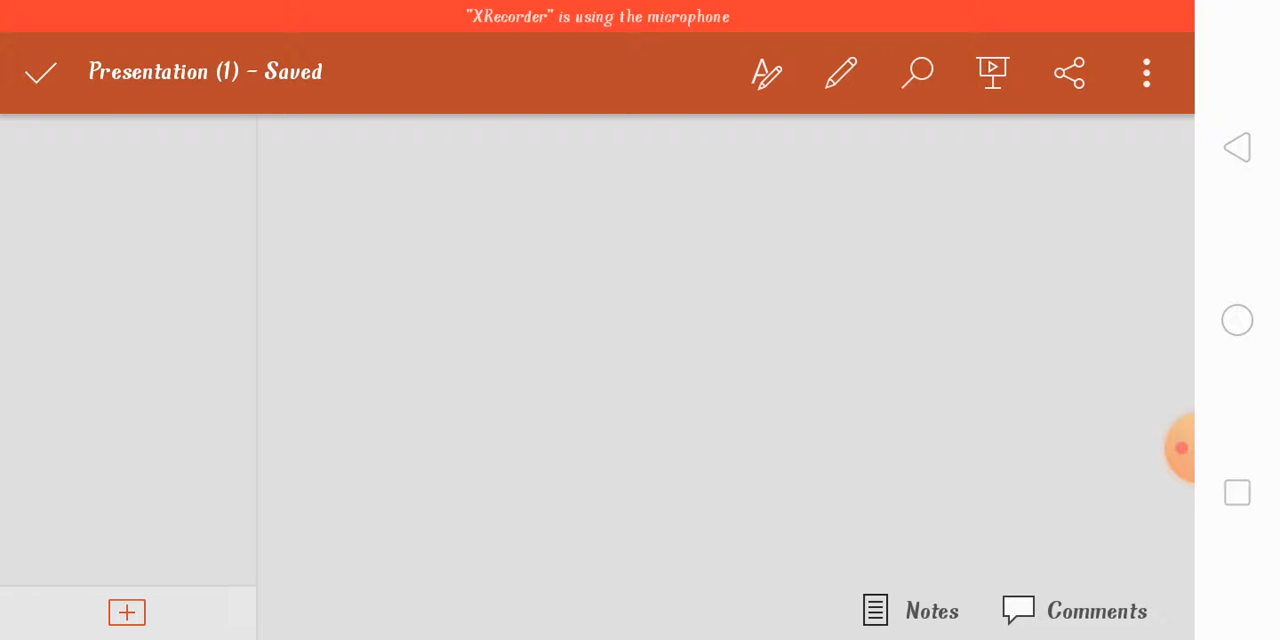 "XRecorder" is using the microphone
Presentation (1) - Saved
Notes
Comments